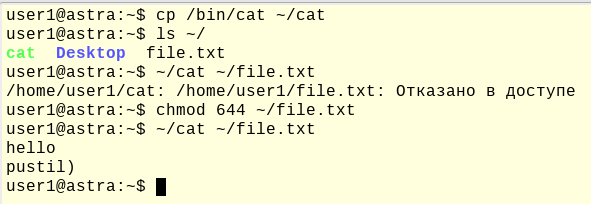 user1@astra:~$ cp /bin/cat ~/cat
user1@astra:~$ ls ~/
cat  Desktop  file.txt
user1@astra:~$ ~/cat ~/file.txt
/home/user1/cat: /home/user1/file.txt: Отказано в доступе
user1@astra:~$ chmod 644 ~/file.txt
user1@astra:~$ ~/cat ~/file.txt
hello
pustil)
user1@astra:~$